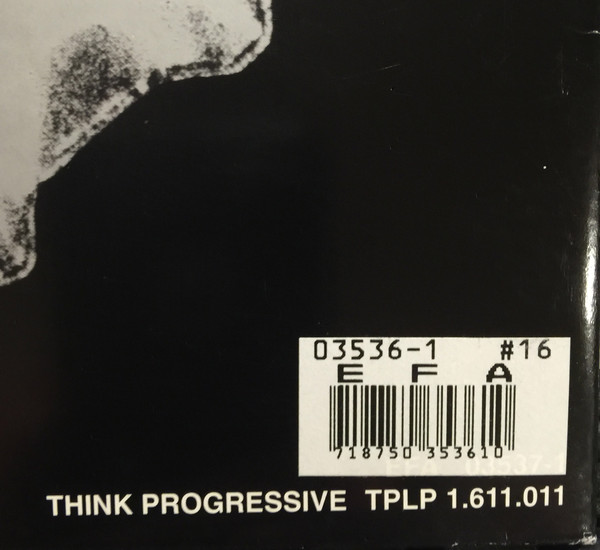 03536-1 #16
E F A
718750 353610
EFA 03537-1
THINK PROGRESSIVE TPLP 1.611.011